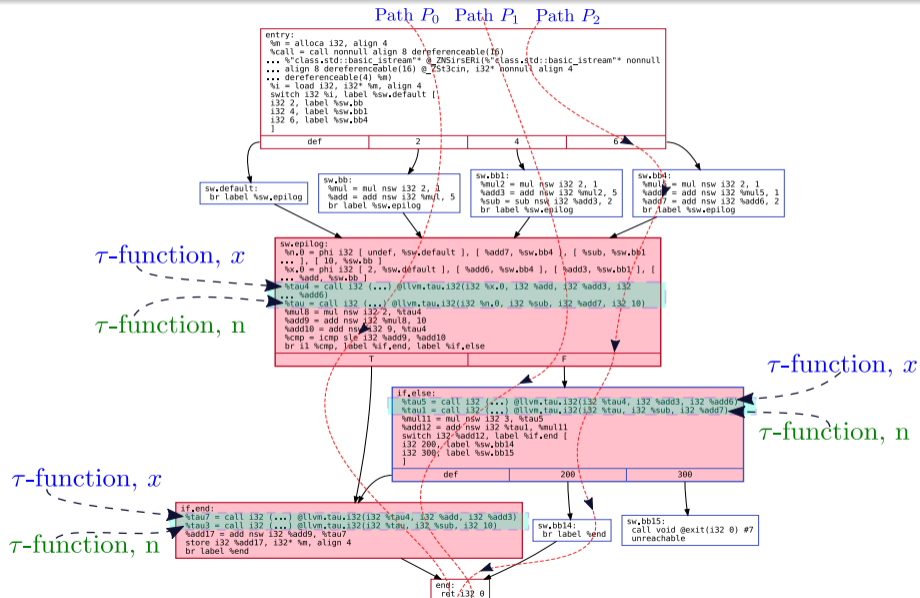 Path P0 Path P1 Path P2
entry:
%m = alloca i32, align 4
%call = call nonnull align 8 dereferenceable(16)
... %"class.std::basic_istream"* @_ZNSirsERi(%"class.std::basic_istream"* nonnull
... align 8 dereferenceable(16) @_ZSt3cin, i32* nonnull align 4
... dereferenceable(4) %m)
%i = load i32, i32* %m, align 4
switch i32 %i, label %sw.default [
i32 2, label %sw.bb
i32 4, label %sw.bb1
i32 6, label %sw.bb4
]
def 2 4 6
sw.default:
br label %sw.epilog
sw.bb:
%mul = mul nsw i32 2, 1
%add = add nsw i32 %mul, 5
br label %sw.epilog
sw.bb1:
%mul2 = mul nsw i32 2, 1
%add3 = add nsw i32 %mul2, 5
%sub = sub nsw i32 %add3, 2
br label %sw.epilog
sw.bb4:
%mul5 = mul nsw i32 2, 1
%add6 = add nsw i32 %mul5, 1
%add7 = add nsw i32 %add6, 2
br label %sw.epilog
τ-function, x
τ-function, n
sw.epilog:
%n.0 = phi i32 [ undef, %sw.default ], [ %add7, %sw.bb4 ], [ %sub, %sw.bb1
... ], [ 10, %sw.bb ]
%x.0 = phi i32 [ 2, %sw.default ], [ %add6, %sw.bb4 ], [ %add3, %sw.bb1 ], [
... %add, %sw.bb ]
%tau4 = call i32 (...) @llvm.tau.i32(i32 %x.0, i32 %add, i32 %add3, i32
... %add6)
%tau = call i32 (...) @llvm.tau.i32(i32 %n.0, i32 %sub, i32 %add7, i32 10)
%mul8 = mul nsw i32 2, %tau4
%add9 = add nsw i32 %mul8, 10
%add10 = add nsw i32 9, %tau4
%cmp = icmp sle i32 %add9, %add10
br i1 %cmp, label %if.end, label %if.else
T F
τ-function, x
τ-function, n
if.else:
%tau5 = call i32 (...) @llvm.tau.i32(i32 %tau4, i32 %add3, i32 %add6)
%tau1 = call i32 (...) @llvm.tau.i32(i32 %tau, i32 %sub, i32 %add7)
%mul11 = mul nsw i32 3, %tau5
%add12 = add nsw i32 %tau1, %mul11
switch i32 %add12, label %if.end [
i32 200, label %sw.bb14
i32 300, label %sw.bb15
]
def 200 300
τ-function, x
τ-function, n
if.end:
%tau7 = call i32 (...) @llvm.tau.i32(i32 %tau4, i32 %add, i32 %add3)
%tau3 = call i32 (...) @llvm.tau.i32(i32 %tau, i32 %sub, i32 10)
%add17 = add nsw i32 %add9, %tau7
store i32 %add17, i32* %m, align 4
br label %end
sw.bb14:
br label %end
sw.bb15:
call void @exit(i32 0) #7
unreachable
end:
ret i32 0